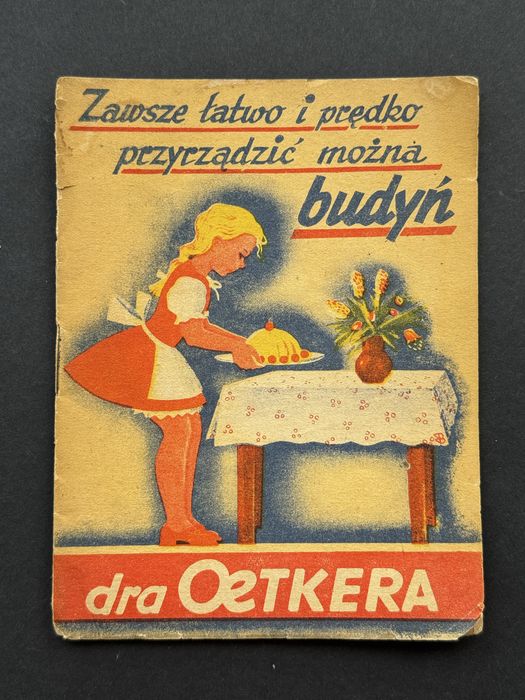 Zawsze łatwo i prędko
przyrządzić można
budyń
dra OETKERA